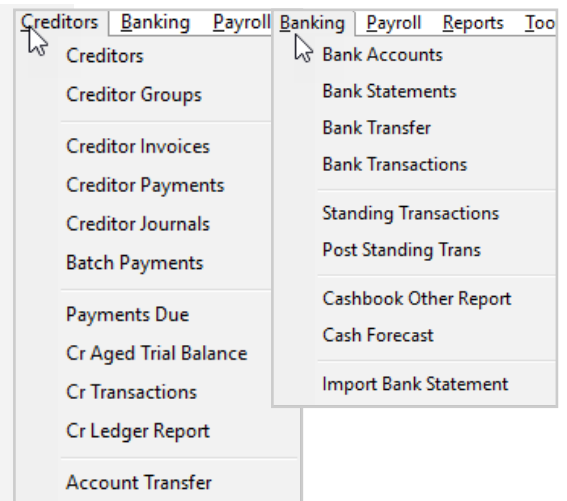 Creditors Banking Payroll
Creditors
Creditor Groups
Creditor Invoices
Creditor Payments
Creditor Journals
Batch Payments
Payments Due
Cr Aged Trial Balance
Cr Transactions
Cr Ledger Report
Account Transfer
Banking Payroll Reports Too
Bank Accounts
Bank Statements
Bank Transfer
Bank Transactions
Standing Transactions
Post Standing Trans
Cashbook Other Report
Cash Forecast
Import Bank Statement